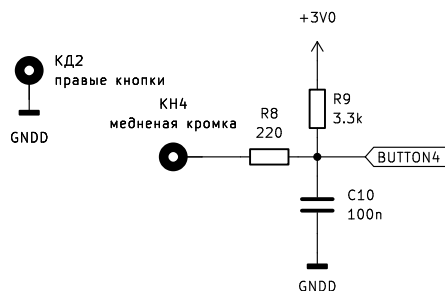 +3V0
КД2
правые кнопки
GNDD
КН4
медненая кромка
R8
220
R9
3.3k
BUTTON4
C10
100n
GNDD